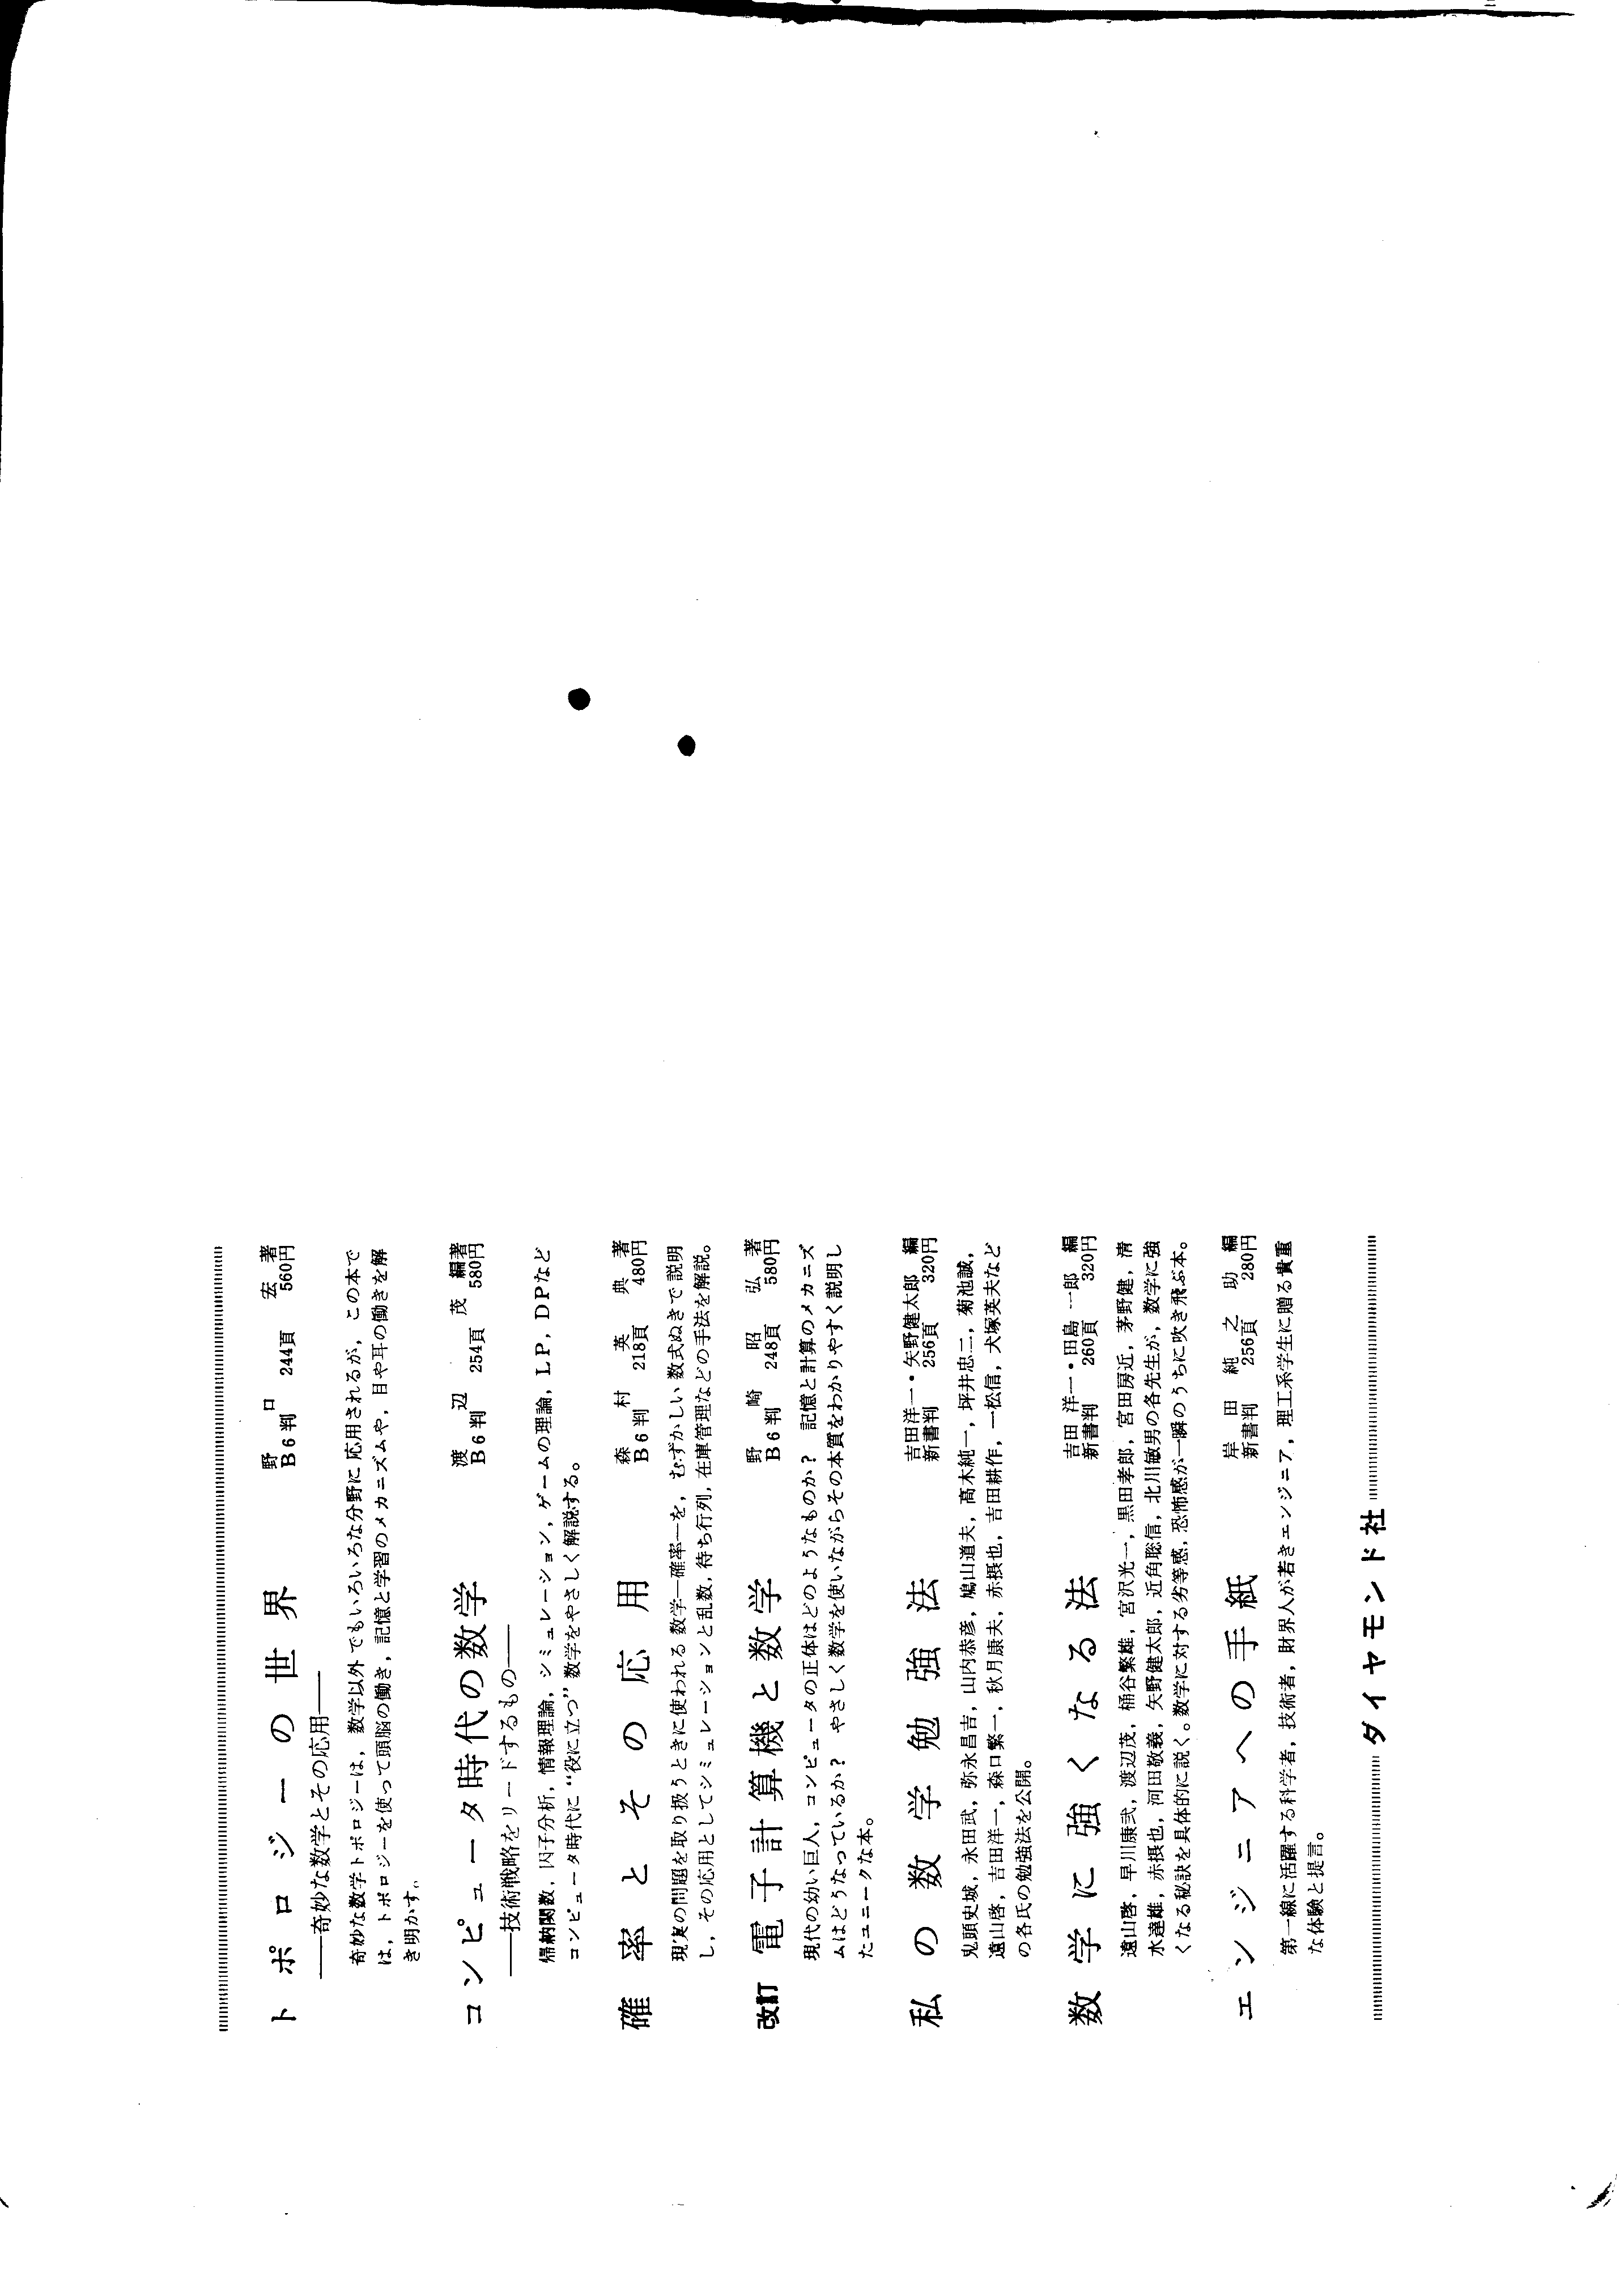 トポロジーの世界
野口宏著
B6判 244頁 560円
――奇妙な数学とその応用――
奇妙な数学トポロジーは，数学以外でもいろいろな分野に応用されるが，この本で
は，トポロジーを使って頭脳の働き，記憶と学習のメカニズムや，目や耳の働きを解
き明かす。
コンピュータ時代の数学
渡辺茂編著
B6判 254頁 580円
――技術戦略をリードするもの――
帰納関数，因子分析，情報理論，シミュレーション，ゲームの理論，LP，DPなど
コンピュータ時代に“役に立つ”数学をやさしく解説する。
確率とその応用
森村英典著
B6判 218頁 480円
現実の問題を取り扱うときに使われる数学―確率―を，むずかしい数式ぬきで説明
し，その応用としてシミュレーションと乱数，待ち行列，在庫管理などの手法を解説。
改訂 電子計算機と数学
野崎昭弘著
B6判 248頁 580円
現代の幼い巨人，コンピュータの正体はどのようなものか？ 記憶と計算のメカニズ
ムはどうなっているか？ やさしく数学を使いながらその本質をわかりやすく説明し
たユニークな本。
私の数学勉強法
吉田洋一・矢野健太郎 編
新書判 256頁 320円
鬼頭史城，永田武，弥永昌吉，山内恭彦，鳩山道夫，高木純一，坪井忠二，菊池誠，
遠山啓，吉田洋一，森口繁一，秋月康夫，赤摂也，吉田耕作，一松信，犬塚英夫など
の各氏の勉強法を公開。
数学に強くなる法
吉田洋一・田島一郎 編
新書判 260頁 320円
遠山啓，早川康弌，渡辺茂，桶谷繁雄，宮沢光一，黒田孝郎，宮田房近，茅野健，清
水達雄，赤摂也，河田敬義，矢野健太郎，近角聡信，北川敏男の各先生が，数学に強
くなる秘訣を具体的に説く。数学に対する劣等感，恐怖感が一瞬のうちに吹き飛ぶ本。
エンジニアへの手紙
岸田純之助 編
新書判 256頁 280円
第一線に活躍する科学者，技術者，財界人が若きエンジニア，理工系学生に贈る貴重
な体験と提言。
ダイヤモンド社